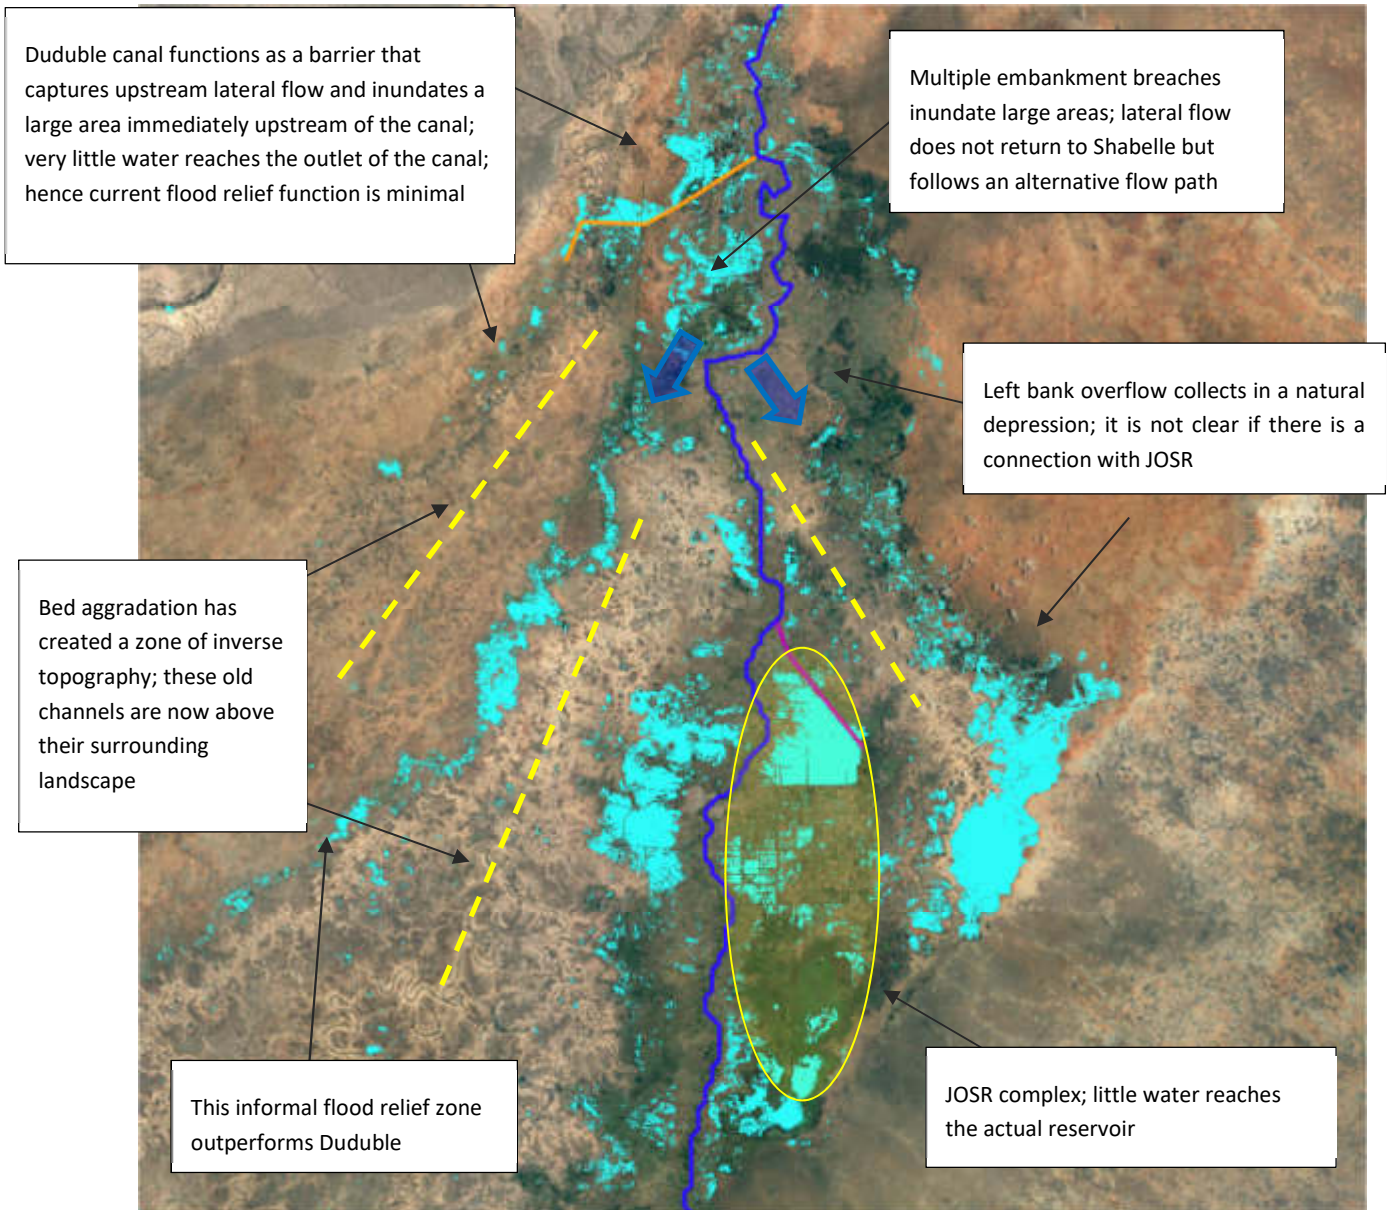 Duduble canal functions as a barrier that
captures upstream lateral flow and inundates a
large area immediately upstream of the canal;
very little water reaches the outlet of the canal;
hence current flood relief function is minimal
Multiple embankment breaches
inundate large areas; lateral flow
does not return to Shabelle but
follows an alternative flow path
Left bank overflow collects in a natural
depression; it is not clear if there is a
connection with JOSR
Bed aggradation has
created a zone of inverse
topography; these old
channels are now above
their surrounding
landscape
This informal flood relief zone
outperforms Duduble
JOSR complex; little water reaches
the actual reservoir